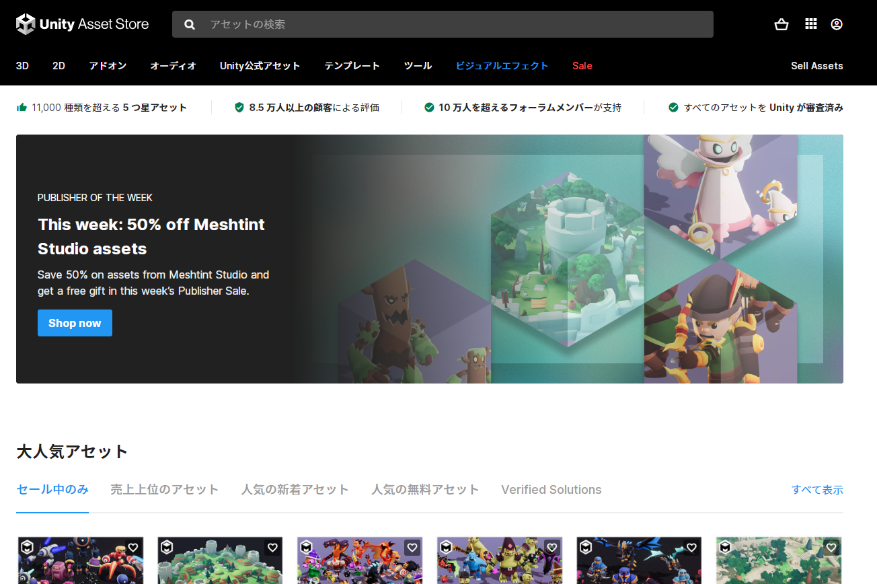 Unity Asset Store
アセットの検索
3D 2D アドオン オーディオ Unity公式アセット テンプレート ツール ビジュアルエフェクト Sale Sell Assets
11,000 種類を超える 5 つ星アセット 8.5 万人以上の顧客による評価 10 万人を超えるフォーラムメンバーが支持 すべてのアセットを Unity が審査済み
PUBLISHER OF THE WEEK
This week: 50% off Meshtint
Studio assets
Save 50% on assets from Meshtint Studio and
get a free gift in this week's Publisher Sale.
Shop now
大人気アセット
セール中のみ 売上上位のアセット 人気の新着アセット 人気の無料アセット Verified Solutions すべて表示